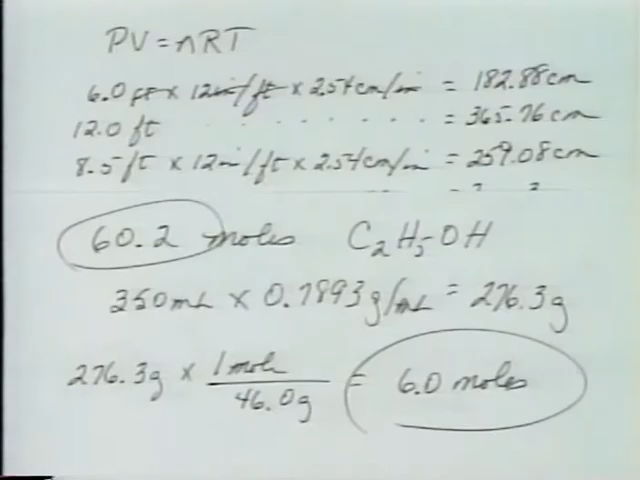 PV = nRT
6.0 ft x 12 in/ft x 2.54 cm/in = 182.88 cm
12.0 ft . . . . . . . = 365.76 cm
8.5 ft x 12 in/ft x 2.54 cm/in = 259.08 cm
60.2 moles C2H5OH
350 mL x 0.7893 g/mL = 276.3 g
276.3 g x 1 mole / 46.0 g = 6.0 moles